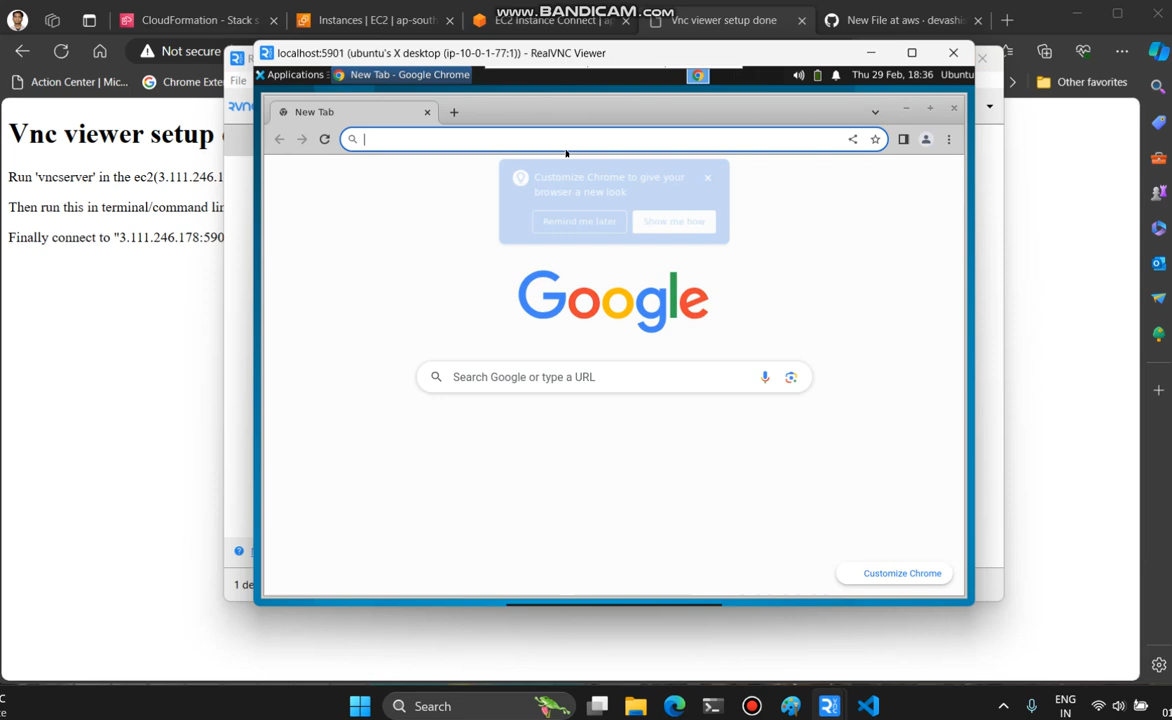 www.BANDICAM.com
CloudFormation - Stack s
Instances | EC2 | ap-south
EC2 Instance Connect | ap
Vnc viewer setup done
New File at aws · devashin
Not secure
Action Center | Mic...
Chrome Exter
Other favorites
localhost:5901 (ubuntu's X desktop (ip-10-0-1-77:1)) - RealVNC Viewer
File
Applications
New Tab - Google Chrome
Thu 29 Feb, 18:36
Ubuntu
New Tab
Vnc viewer setup
Run 'vncserver' in the ec2(3.111.246.1
Then run this in terminal/command lin
Finally connect to "3.111.246.178:590
Customize Chrome to give your
browser a new look
Remind me later
Show me how
Google
Search Google or type a URL
Customize Chrome
1 de
Search
ENG
IN